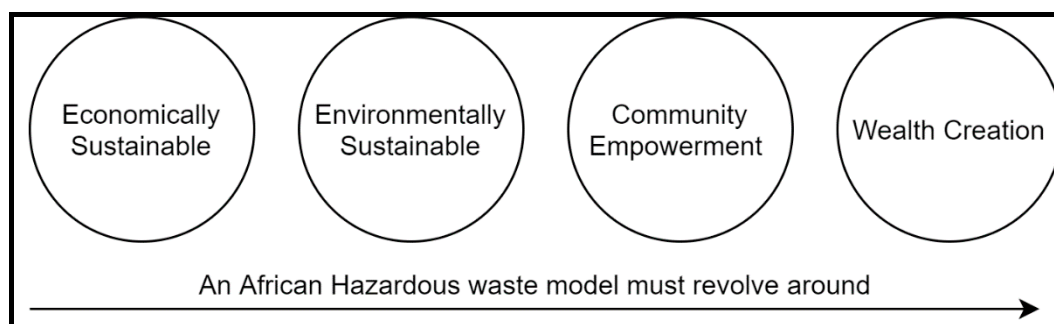 Economically
Sustainable
Environmentally
Sustainable
Community
Empowerment
Wealth Creation
An African Hazardous waste model must revolve around